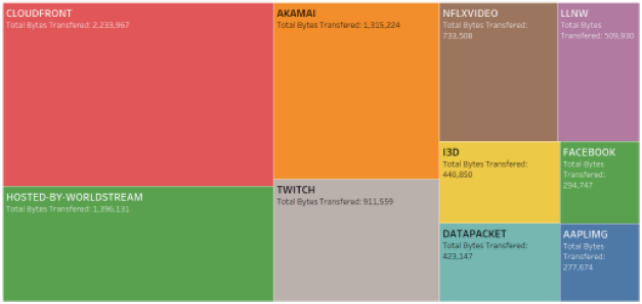 CLOUDFRONT
Total Bytes Transfered: 2,233,967
HOSTED-BY-WORLDSTREAM
Total Bytes Transfered: 1,396,131
AKAMAI
Total Bytes Transfered: 1,315,224
TWITCH
Total Bytes Transfered: 911,559
NFLXVIDEO
Total Bytes Transfered:
733,508
LLNW
Total Bytes
Transfered: 509,930
I3D
Total Bytes Transfered:
440,850
FACEBOOK
Total Bytes
Transfered:
294,747
DATAPACKET
Total Bytes Transfered:
423,147
AAPLIMG
Total Bytes
Transfered:
277,674